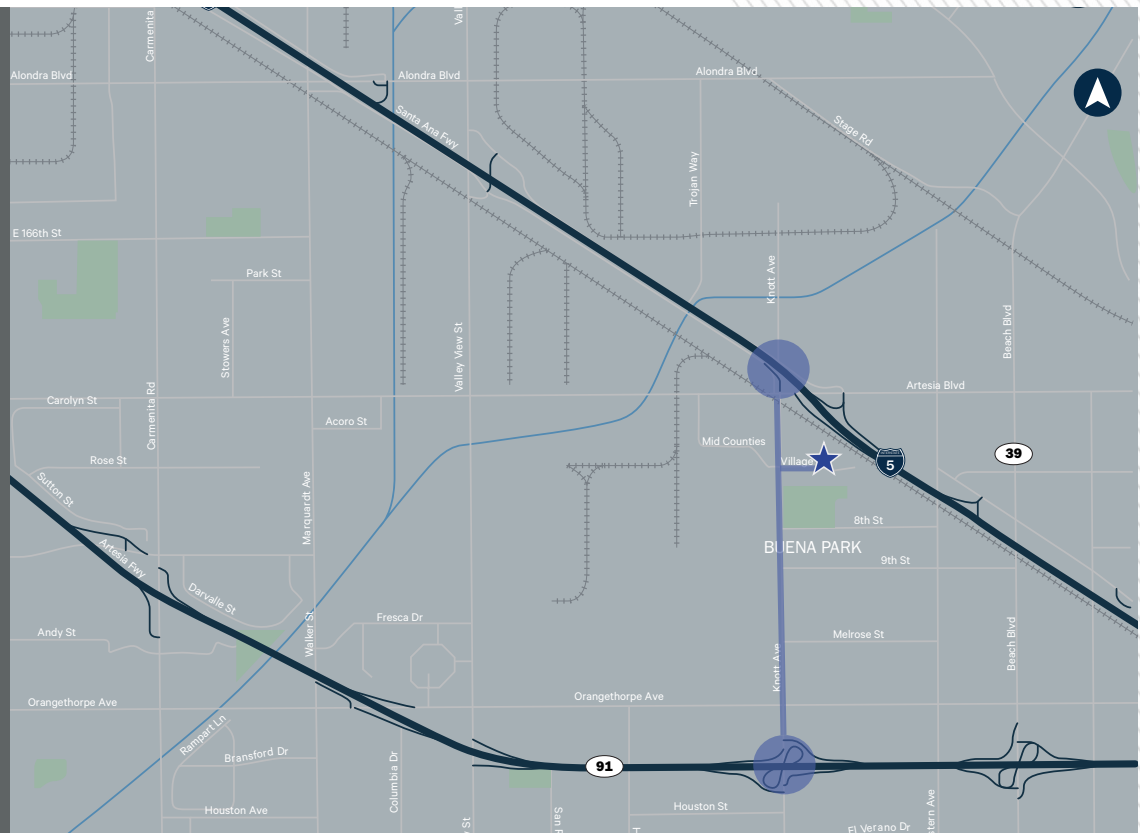 Carmenita
Alondra Blvd
Alondra Blvd
Alondra Blvd
Santa Ana Fwy
Stage Rd
Trojan Way
E 166th St
Park St
Knott Ave
Stowers Ave
Valley View St
Beach Blvd
Carmenita Rd
Artesia Blvd
Carolyn St
Acoro St
Mid Counties
Village
5
39
Rose St
Sutton St
Marquardt Ave
8th St
BUENA PARK
9th St
Artesia Fwy
Darvalle St
Fresca Dr
Walker St
Andy St
Melrose St
Beach Blvd
Knott Ave
Orangethorpe Ave
Orangethorpe Ave
Rampart Ln
Bransford Dr
91
Columbia Dr
Houston Ave
Houston St
El Verano Dr